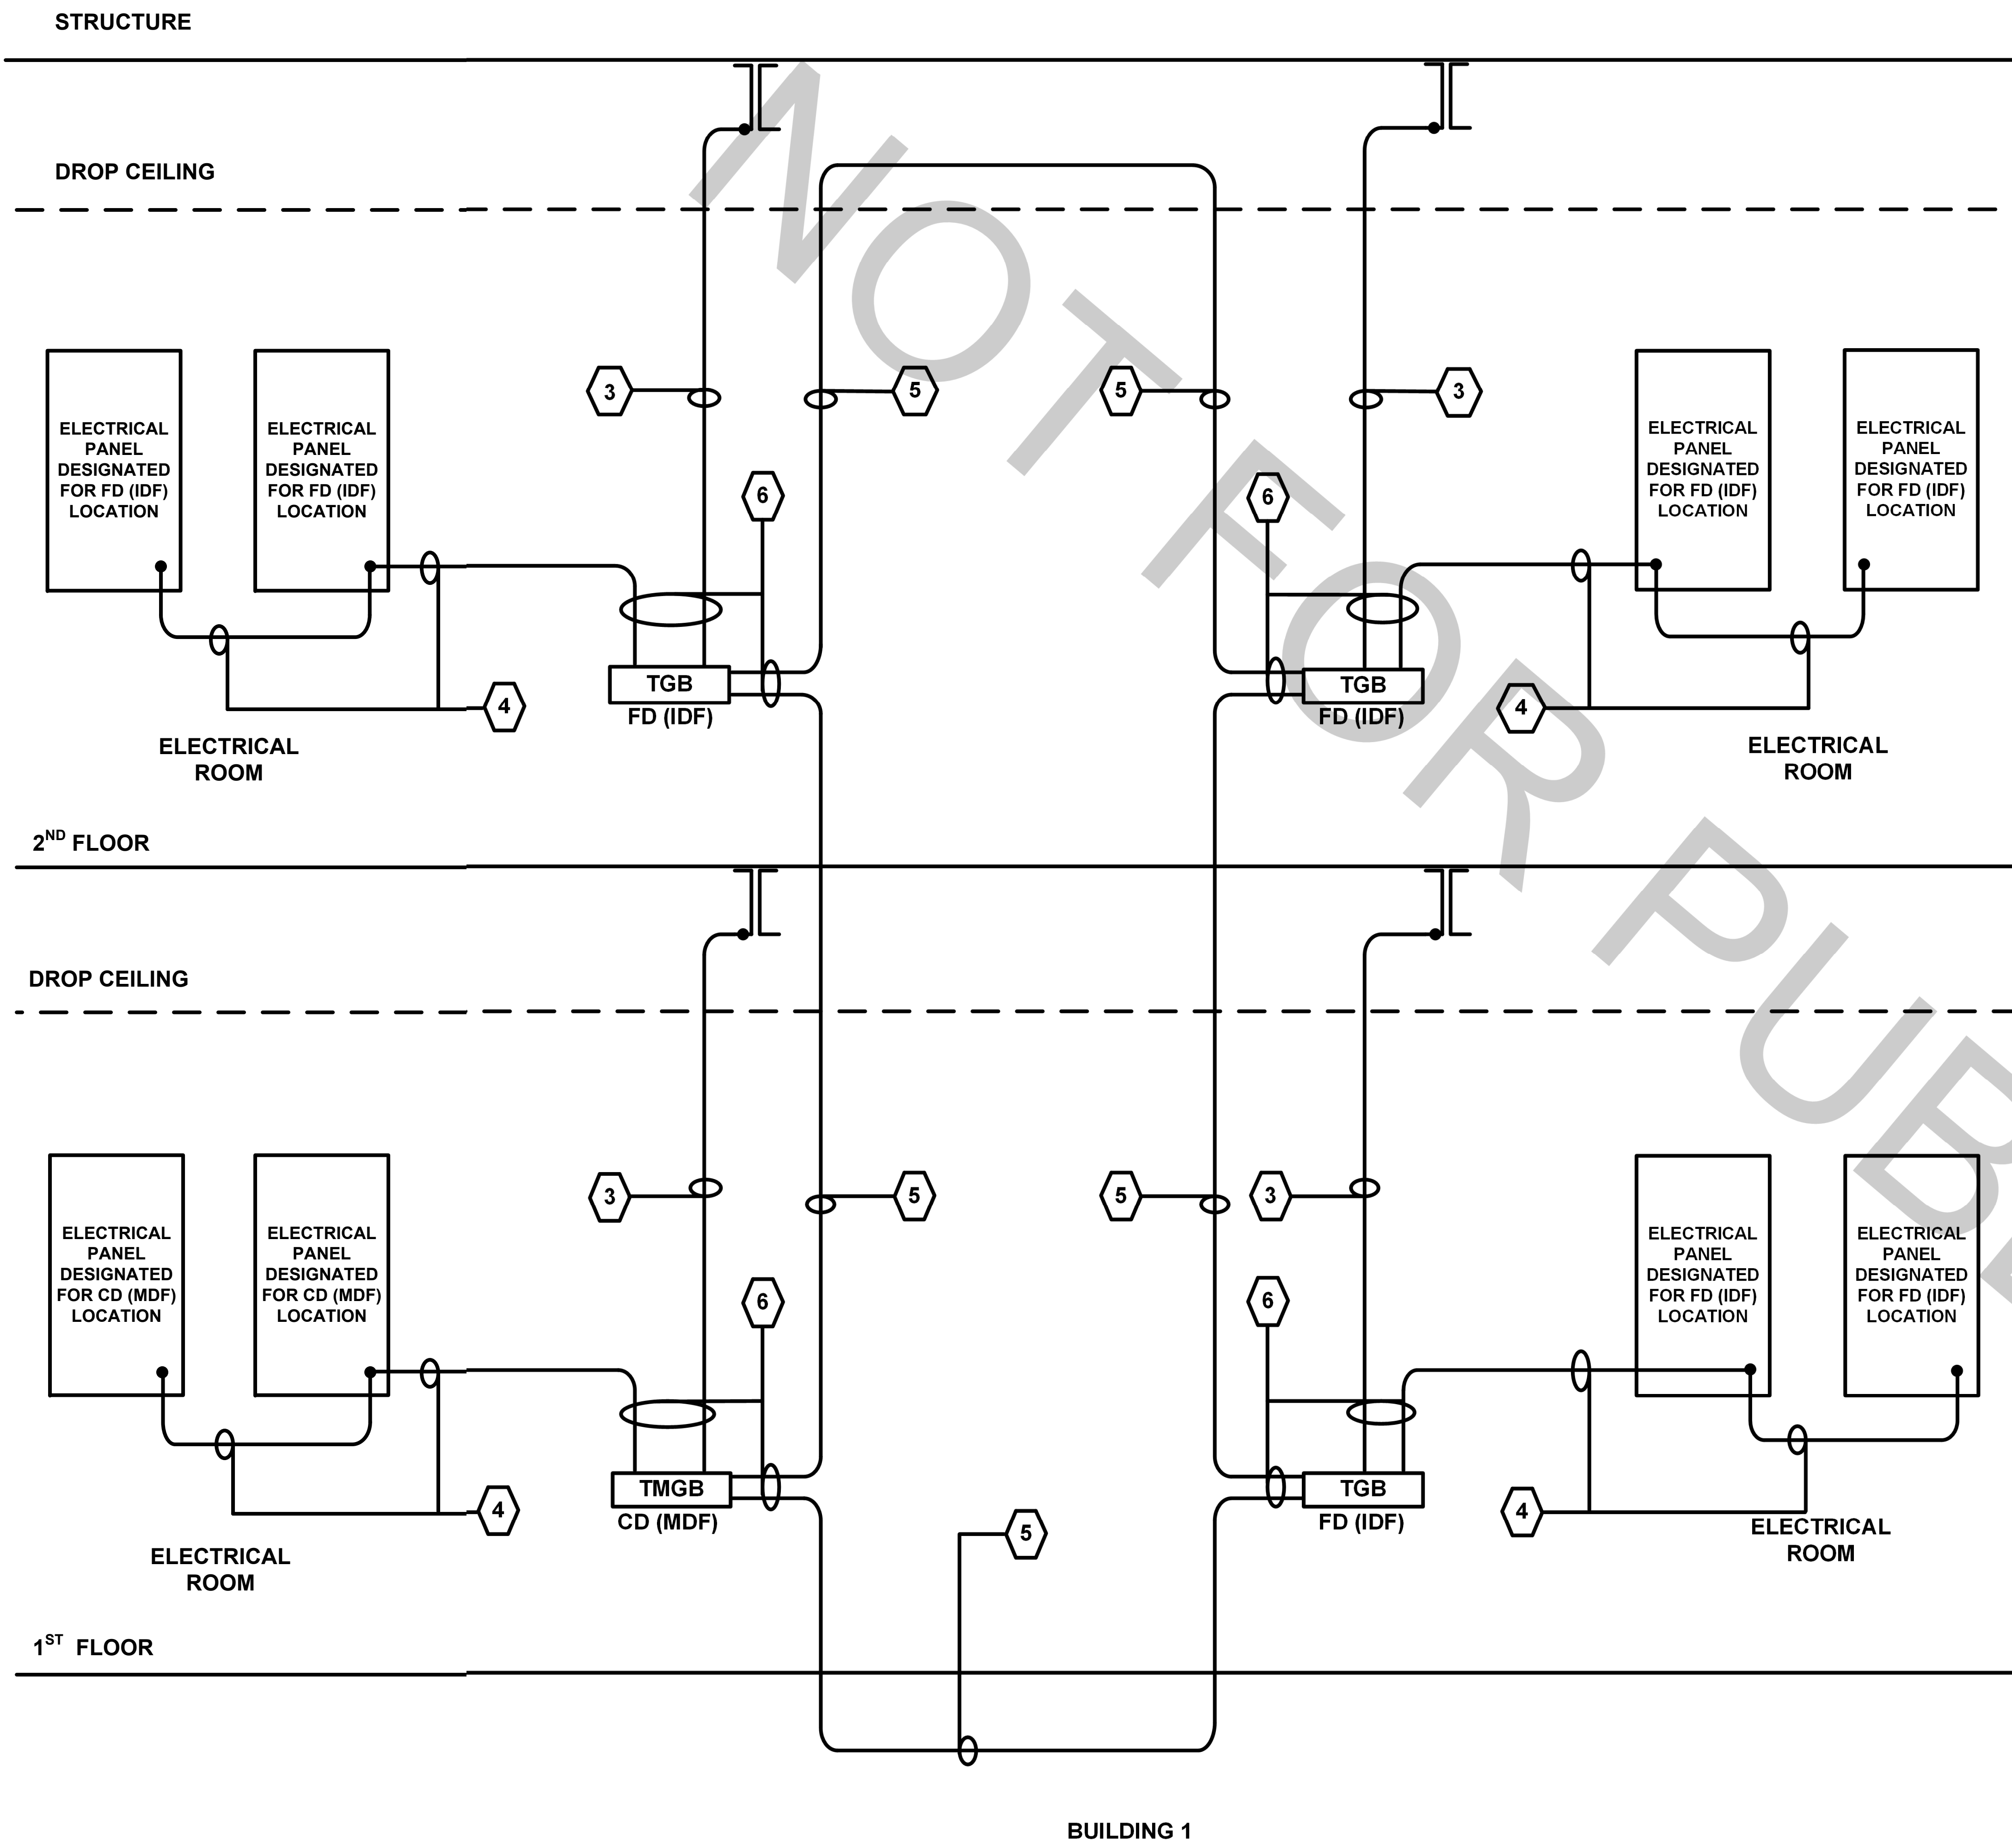 STRUCTURE
DROP CEILING
3
5
5
3
ELECTRICAL
PANEL
DESIGNATED
FOR FD (IDF)
LOCATION
ELECTRICAL
PANEL
DESIGNATED
FOR FD (IDF)
LOCATION
6
6
ELECTRICAL
PANEL
DESIGNATED
FOR FD (IDF)
LOCATION
ELECTRICAL
PANEL
DESIGNATED
FOR FD (IDF)
LOCATION
TGB
FD (IDF)
TGB
FD (IDF)
4
4
ELECTRICAL
ROOM
ELECTRICAL
ROOM
2ND FLOOR
DROP CEILING
3
5
5
3
ELECTRICAL
PANEL
DESIGNATED
FOR CD (MDF)
LOCATION
ELECTRICAL
PANEL
DESIGNATED
FOR CD (MDF)
LOCATION
6
6
ELECTRICAL
PANEL
DESIGNATED
FOR FD (IDF)
LOCATION
ELECTRICAL
PANEL
DESIGNATED
FOR FD (IDF)
LOCATION
TMGB
CD (MDF)
TGB
FD (IDF)
4
5
4
ELECTRICAL
ROOM
ELECTRICAL
ROOM
1ST FLOOR
BUILDING 1
NOT FOR PUB